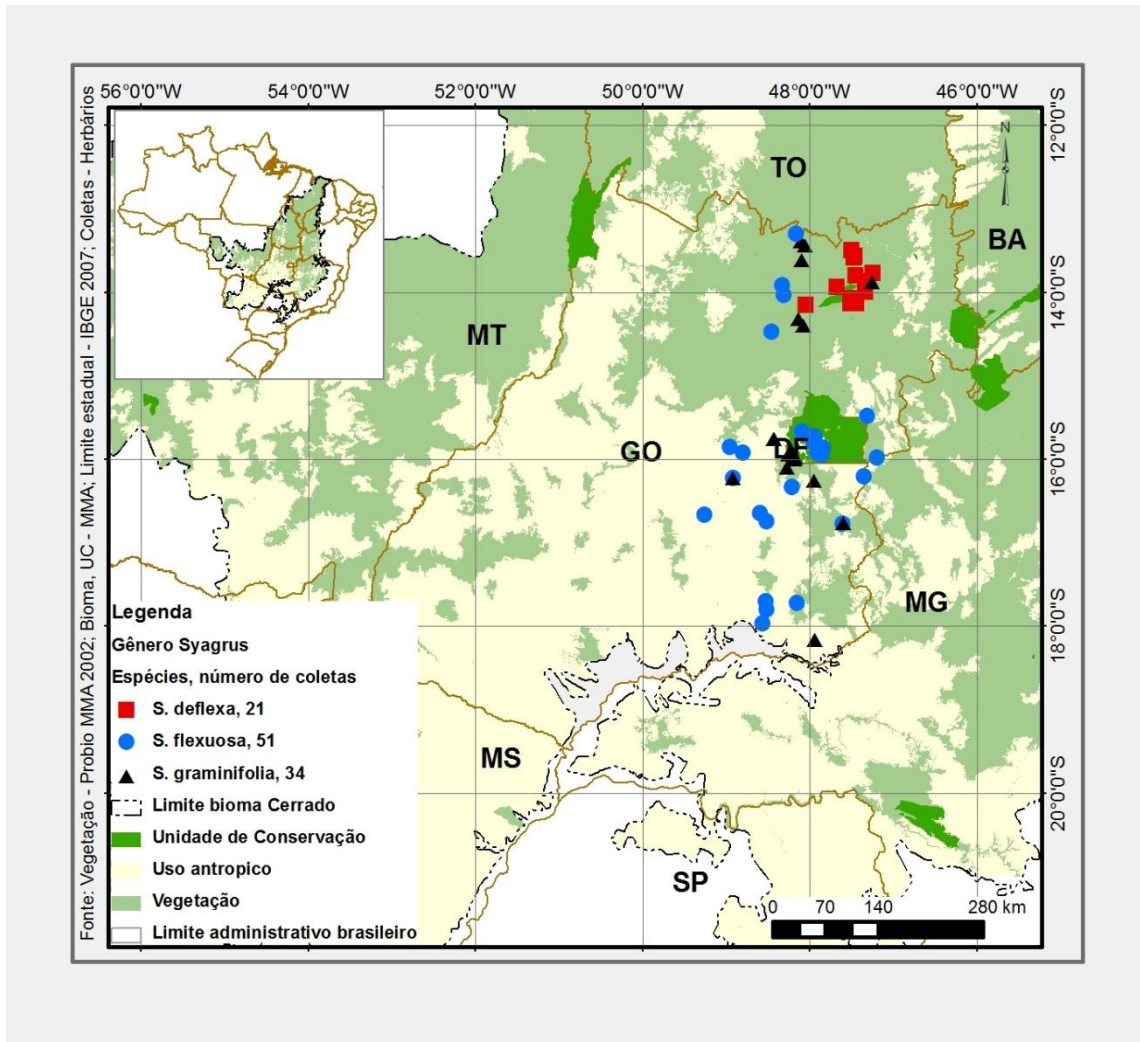 56°0'0"W 54°0'0"W 52°0'0"W 50°0'0"W 48°0'0"W 46°0'0"W
12°0'0"S
14°0'0"S
16°0'0"S
18°0'0"S
20°0'0"S
Fonte: Vegetação - Probio MMA 2002; Bioma, UC - MMA; Limite estadual - IBGE 2007; Coletas - Herbários
N
TO
BA
MT
GO
DF
MG
MS
SP
Legenda
Gênero Syagrus
Espécies, número de coletas
S. deflexa, 21
S. flexuosa, 51
S. graminifolia, 34
Limite bioma Cerrado
Unidade de Conservação
Uso antropico
Vegetação
Limite administrativo brasileiro
0 70 140 280 km